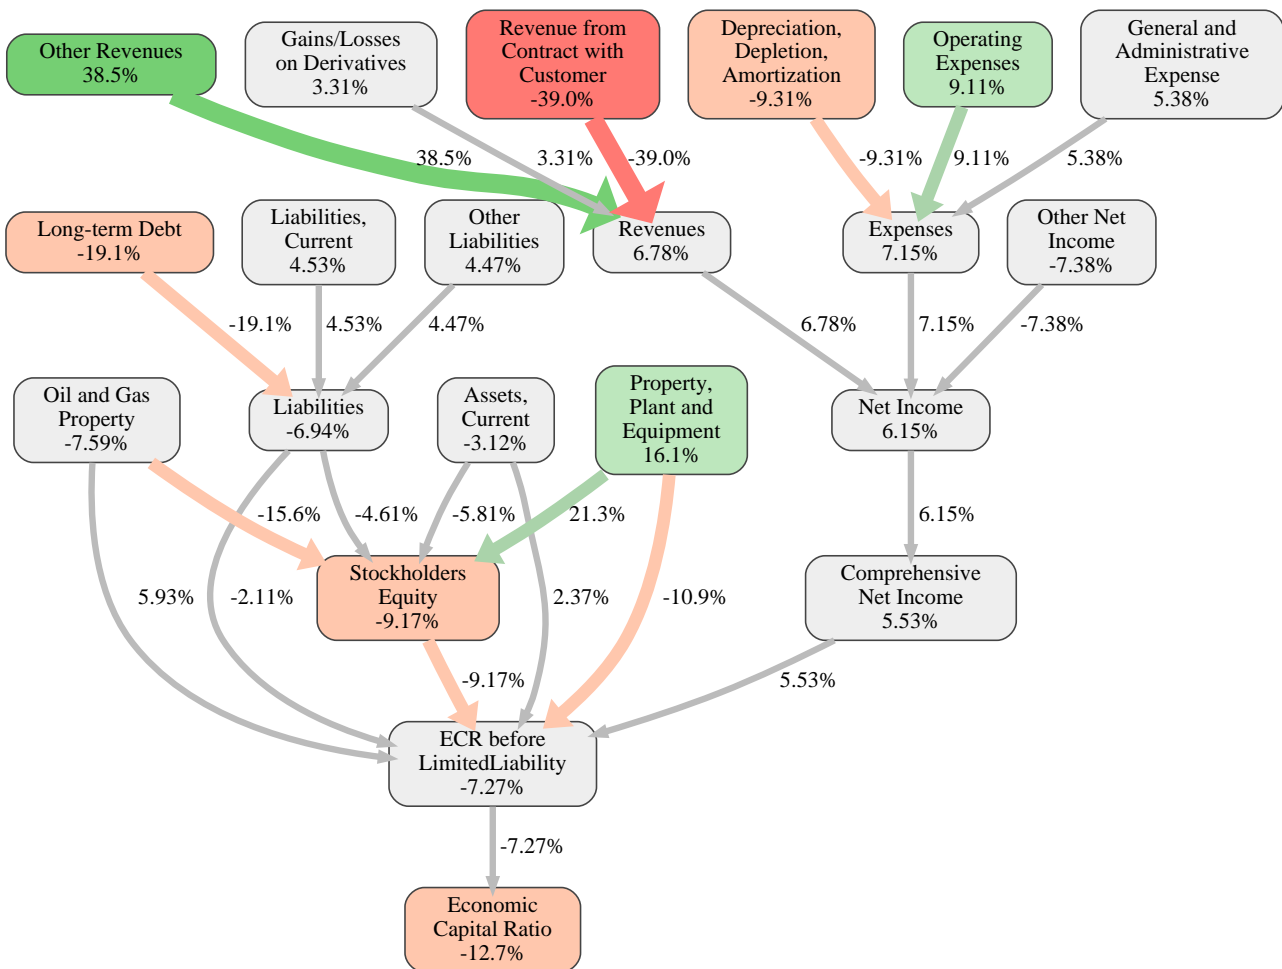 Other Revenues
38.5%
Gains/Losses
on Derivatives
3.31%
Revenue from
Contract with
Customer
-39.0%
Depreciation,
Depletion,
Amortization
-9.31%
Operating
Expenses
9.11%
General and
Administrative
Expense
5.38%
38.5%
3.31%
-39.0%
-9.31%
9.11%
5.38%
Long-term Debt
-19.1%
Liabilities,
Current
4.53%
Other
Liabilities
4.47%
Revenues
6.78%
Expenses
7.15%
Other Net
Income
-7.38%
-19.1%
4.53%
4.47%
6.78%
7.15%
-7.38%
Oil and Gas
Property
-7.59%
Liabilities
-6.94%
Assets,
Current
-3.12%
Property,
Plant and
Equipment
16.1%
Net Income
6.15%
-15.6%
-4.61%
-5.81%
21.3%
6.15%
5.93%
-2.11%
Stockholders
Equity
-9.17%
2.37%
-10.9%
Comprehensive
Net Income
5.53%
-9.17%
5.53%
ECR before
LimitedLiability
-7.27%
-7.27%
Economic
Capital Ratio
-12.7%